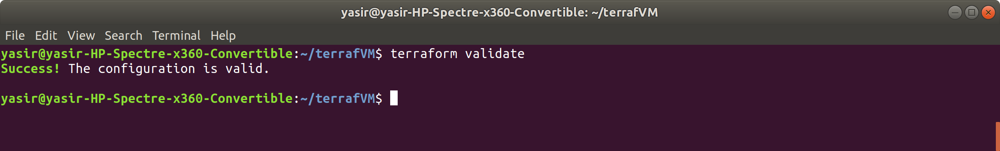 yasir@yasir-HP-Spectre-x360-Convertible: ~/terrafVM
File Edit View Search Terminal Help
yasir@yasir-HP-Spectre-x360-Convertible:~/terrafVM$ terraform validate
Success! The configuration is valid.
yasir@yasir-HP-Spectre-x360-Convertible:~/terrafVM$